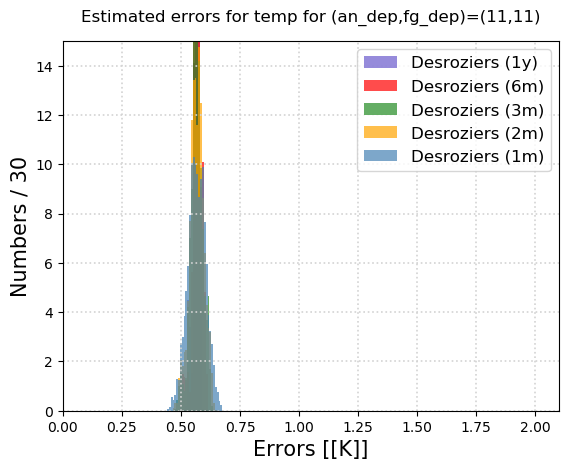 Estimated errors for temp for (an_dep,fg_dep)=(11,11)
Numbers / 30
14
12
10
8
6
4
2
0
Desroziers (1y)
Desroziers (6m)
Desroziers (3m)
Desroziers (2m)
Desroziers (1m)
0.00 0.25 0.50 0.75 1.00 1.25 1.50 1.75 2.00
Errors [[K]]